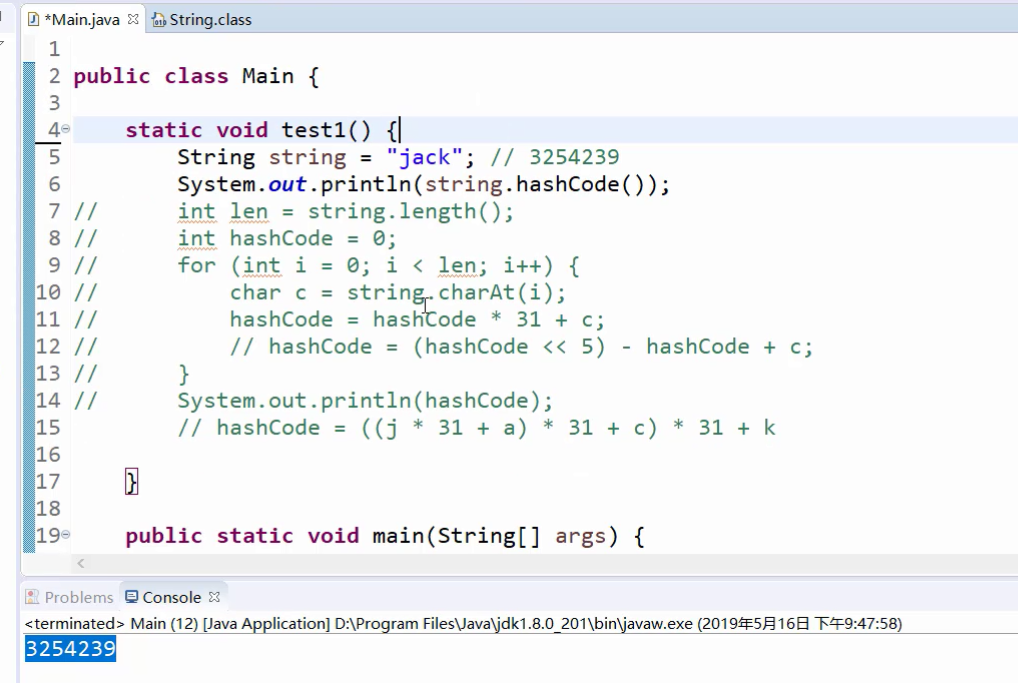 *Main.java String.class
1
2 public class Main {
3
4 static void test1() {
5 String string = "jack"; // 3254239
6 System.out.println(string.hashCode());
7 // int len = string.length();
8 // int hashCode = 0;
9 // for (int i = 0; i < len; i++) {
10 // char c = string.charAt(i);
11 // hashCode = hashCode * 31 + c;
12 // // hashCode = (hashCode << 5) - hashCode + c;
13 // }
14 // System.out.println(hashCode);
15 // hashCode = ((j * 31 + a) * 31 + c) * 31 + k
16
17 }
18
19 public static void main(String[] args) {
Problems Console
<terminated> Main (12) [Java Application] D:\Program Files\Java\jdk1.8.0_201\bin\javaw.exe (2019年5月16日 下午9:47:58)
3254239